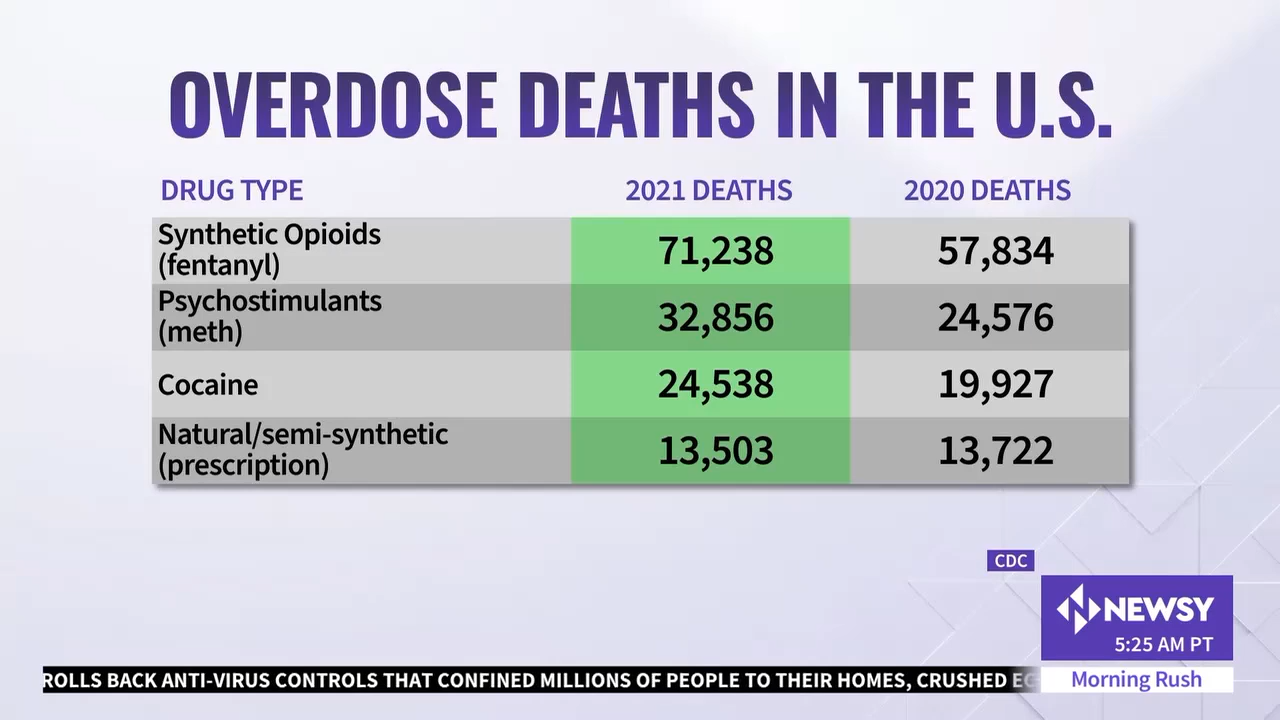 OVERDOSE DEATHS IN THE U.S.
DRUG TYPE 2021 DEATHS 2020 DEATHS
Synthetic Opioids
(fentanyl) 71,238 57,834
Psychostimulants
(meth) 32,856 24,576
Cocaine 24,538 19,927
Natural/semi-synthetic
(prescription) 13,503 13,722
CDC
NEWSY
5:25 AM PT
ROLLS BACK ANTI-VIRUS CONTROLS THAT CONFINED MILLIONS OF PEOPLE TO THEIR HOMES, CRUSHED
Morning Rush